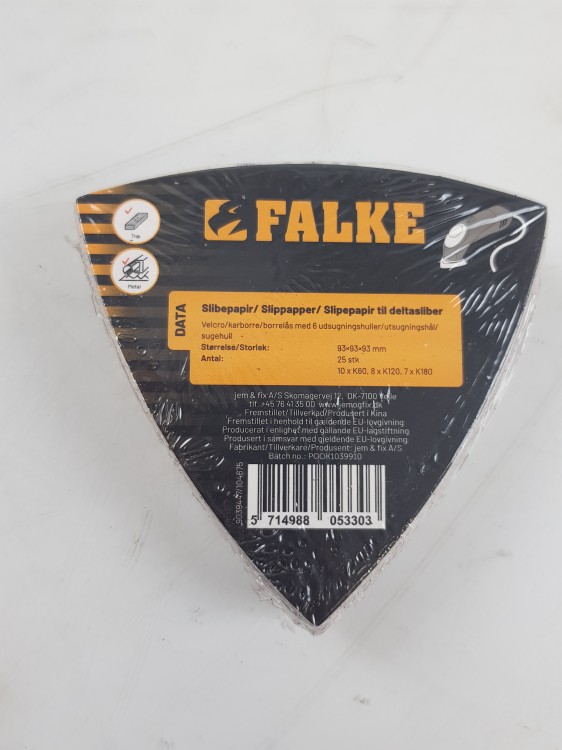 FALKE
Træ
Metal
DATA
Slibepapir/ Slippapper/ Slipepapir til deltasliber
Velcro/karborre/borrelås med 6 udsugningshuller/utsugningshål/
sugehull
Størrelse/Storlek: 93×93×93 mm
Antal: 25 stk
10 x K60, 8 x K120, 7 x K180
jem & fix A/S Skomagervej 12, DK-7100 Vejle
tlf. +45 76 41 35 00 www.jemogfix.dk
Fremstillet/Tillverkad/Produsert i Kina
Fremstillet i henhold til gældende EU-lovgivning
Producerat i enlighet med gällande EU-lagstiftning
Produsert i samsvar med gjeldende EU-lovgivning
Fabrikant/Tillverkare/Produsent: jem & fix A/S
Batch no.: PODK1039910
5 714988 053303